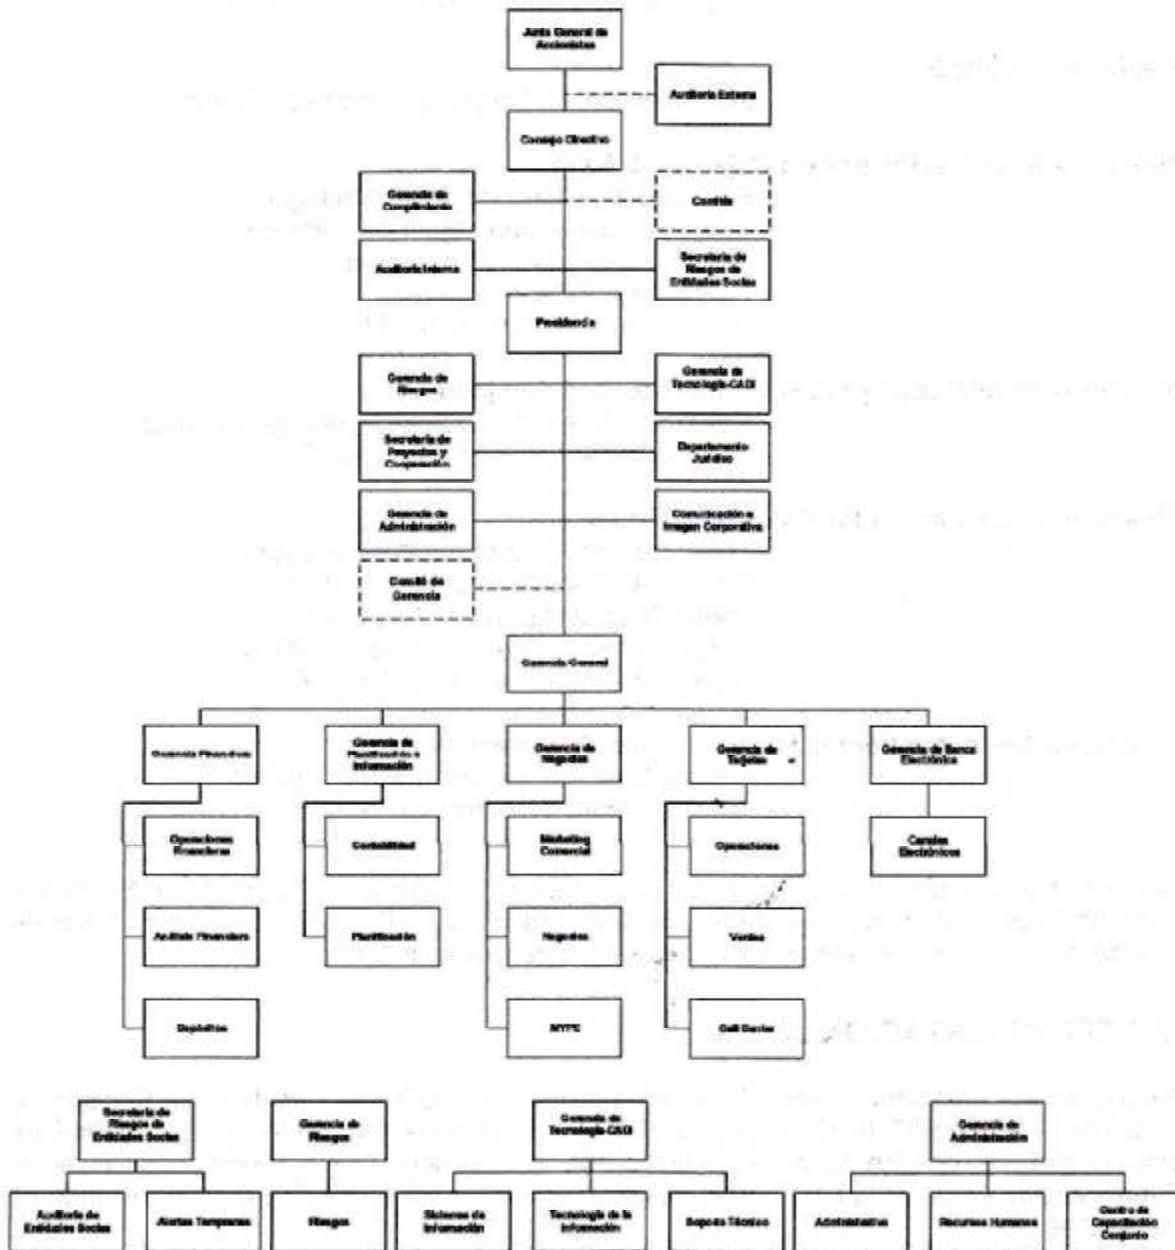 Junta General de
Accionistas
Auditoría Externa
Consejo Directivo
Gerencia de
Cumplimiento
Comités
Auditoría Interna
Secretaría de
Riesgos de
Entidades Socias
Presidencia
Gerencia de
Riesgos
Gerencia de
Tecnología-CADI
Secretaría de
Proyectos y
Cooperación
Departamento
Jurídico
Gerencia de
Administración
Comunicación e
Imagen Corporativa
Comité de
Gerencia
Gerencia General
Gerencia Financiera
Gerencia de
Planificación e
Información
Gerencia de
Negocios
Gerencia de
Tarjetas
Gerencia de Banca
Electrónica
Operaciones
Financieras
Contabilidad
Marketing
Comercial
Operaciones
Canales
Electrónicos
Análisis Financiero
Planificación
Negocios
Ventas
Depósitos
MYPE
Call Center
Secretaría de
Riesgos de
Entidades Socias
Gerencia de
Riesgos
Gerencia de
Tecnología-CADI
Gerencia de
Administración
Auditoría de
Entidades Socias
Alertas Tempranas
Riesgos
Sistemas de
Información
Tecnología de la
Información
Soporte Técnico
Administrativo
Recursos Humanos
Centro de
Capacitación
Conjunto